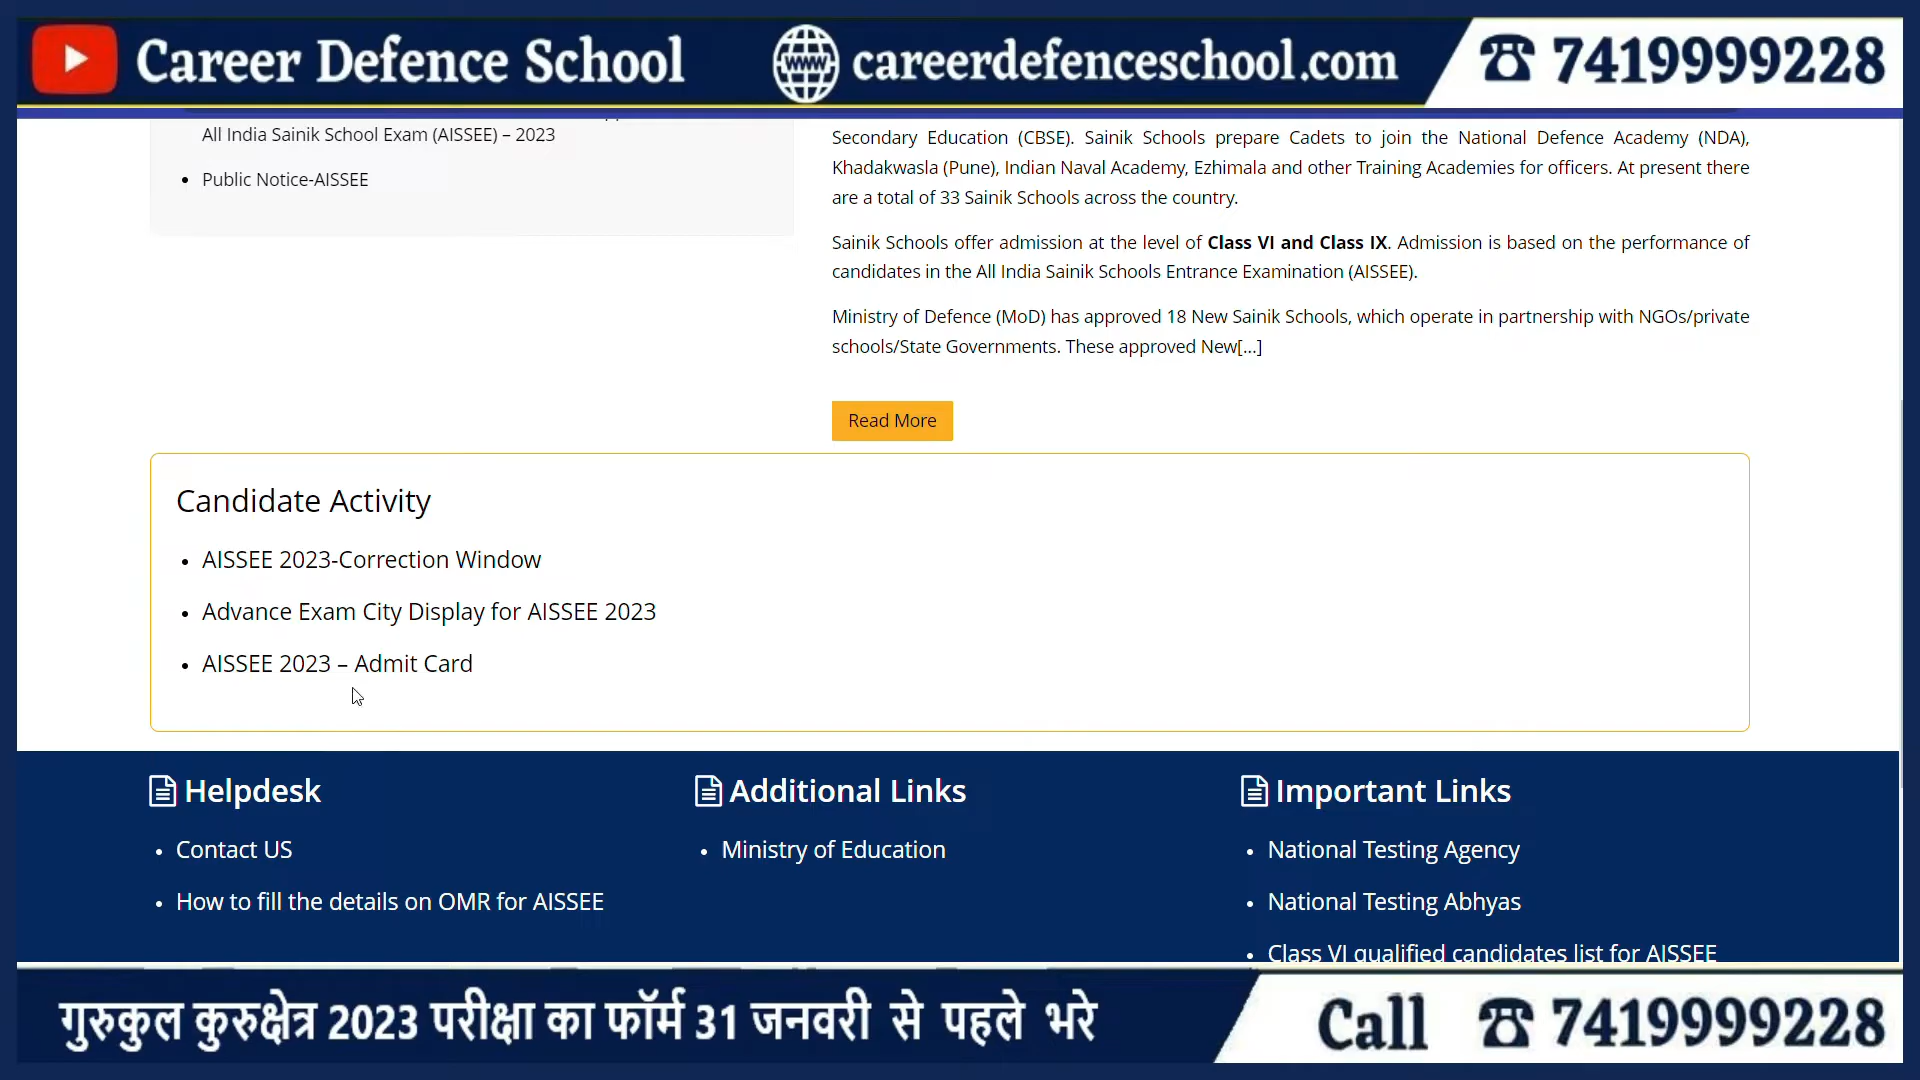 Career Defence School
www
careerdefenceschool.com
7419999228
All India Sainik School Exam (AISSEE) – 2023
Public Notice-AISSEE
Secondary Education (CBSE). Sainik Schools prepare Cadets to join the National Defence Academy (NDA),
Khadakwasla (Pune), Indian Naval Academy, Ezhimala and other Training Academies for officers. At present there
are a total of 33 Sainik Schools across the country.
Sainik Schools offer admission at the level of Class VI and Class IX. Admission is based on the performance of
candidates in the All India Sainik Schools Entrance Examination (AISSEE).
Ministry of Defence (MoD) has approved 18 New Sainik Schools, which operate in partnership with NGOs/private
schools/State Governments. These approved New[...]
Read More
Candidate Activity
AISSEE 2023-Correction Window
Advance Exam City Display for AISSEE 2023
AISSEE 2023 – Admit Card
Helpdesk
Contact US
How to fill the details on OMR for AISSEE
Additional Links
Ministry of Education
Important Links
National Testing Agency
National Testing Abhyas
Class VI qualified candidates list for AISSEE
गुरुकुल कुरुक्षेत्र 2023 परीक्षा का फॉर्म 31 जनवरी से पहले भरे
Call 7419999228